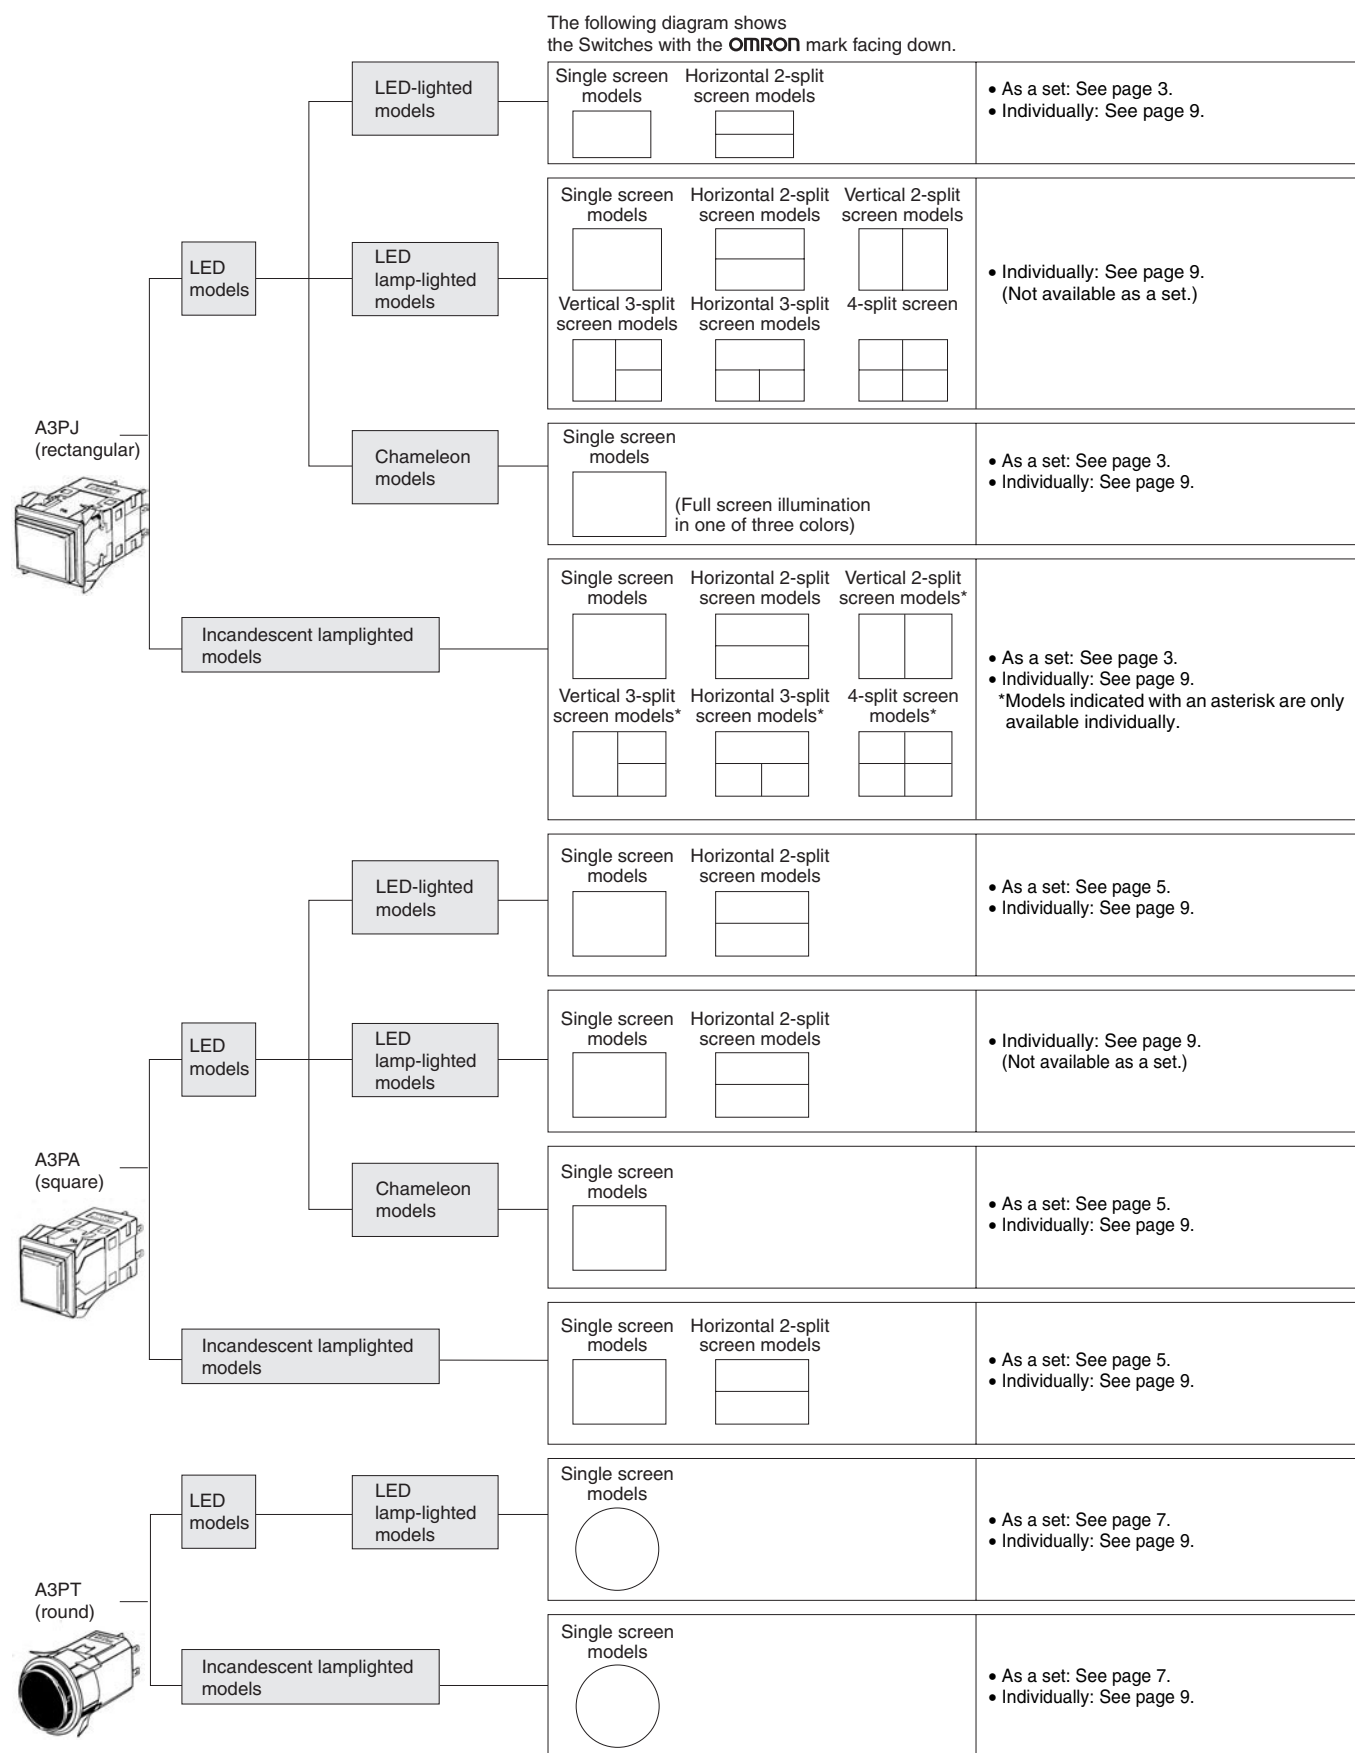 The following diagram shows
the Switches with the OMRON mark facing down.
LED-lighted
models
Single screen
models
Horizontal 2-split
screen models
• As a set: See page 3.
• Individually: See page 9.
LED
models
LED
lamp-lighted
models
Single screen
models
Horizontal 2-split
screen models
Vertical 2-split
screen models
Vertical 3-split
screen models
Horizontal 3-split
screen models
4-split screen
• Individually: See page 9.
(Not available as a set.)
A3PJ
(rectangular)
Chameleon
models
Single screen
models
(Full screen illumination
in one of three colors)
• As a set: See page 3.
• Individually: See page 9.
Incandescent lamplighted
models
Single screen
models
Horizontal 2-split
screen models
Vertical 2-split
screen models*
Vertical 3-split
screen models*
Horizontal 3-split
screen models*
4-split screen
models*
• As a set: See page 3.
• Individually: See page 9.
*Models indicated with an asterisk are only
available individually.
LED-lighted
models
Single screen
models
Horizontal 2-split
screen models
• As a set: See page 5.
• Individually: See page 9.
LED
models
LED
lamp-lighted
models
Single screen
models
Horizontal 2-split
screen models
• Individually: See page 9.
(Not available as a set.)
A3PA
(square)
Chameleon
models
Single screen
models
• As a set: See page 5.
• Individually: See page 9.
Incandescent lamplighted
models
Single screen
models
Horizontal 2-split
screen models
• As a set: See page 5.
• Individually: See page 9.
LED
models
LED
lamp-lighted
models
Single screen
models
• As a set: See page 7.
• Individually: See page 9.
A3PT
(round)
Incandescent lamplighted
models
Single screen
models
• As a set: See page 7.
• Individually: See page 9.